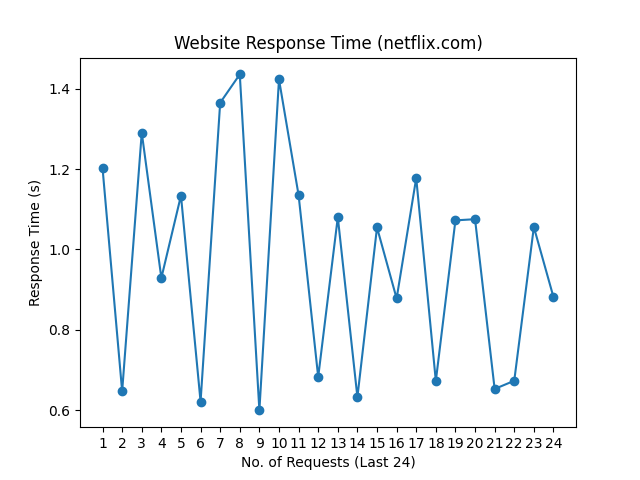 Website Response Time (netflix.com)
1.4
1.2
1.0
0.8
0.6
Response Time (s)
1 2 3 4 5 6 7 8 9 10 11 12 13 14 15 16 17 18 19 20 21 22 23 24
No. of Requests (Last 24)